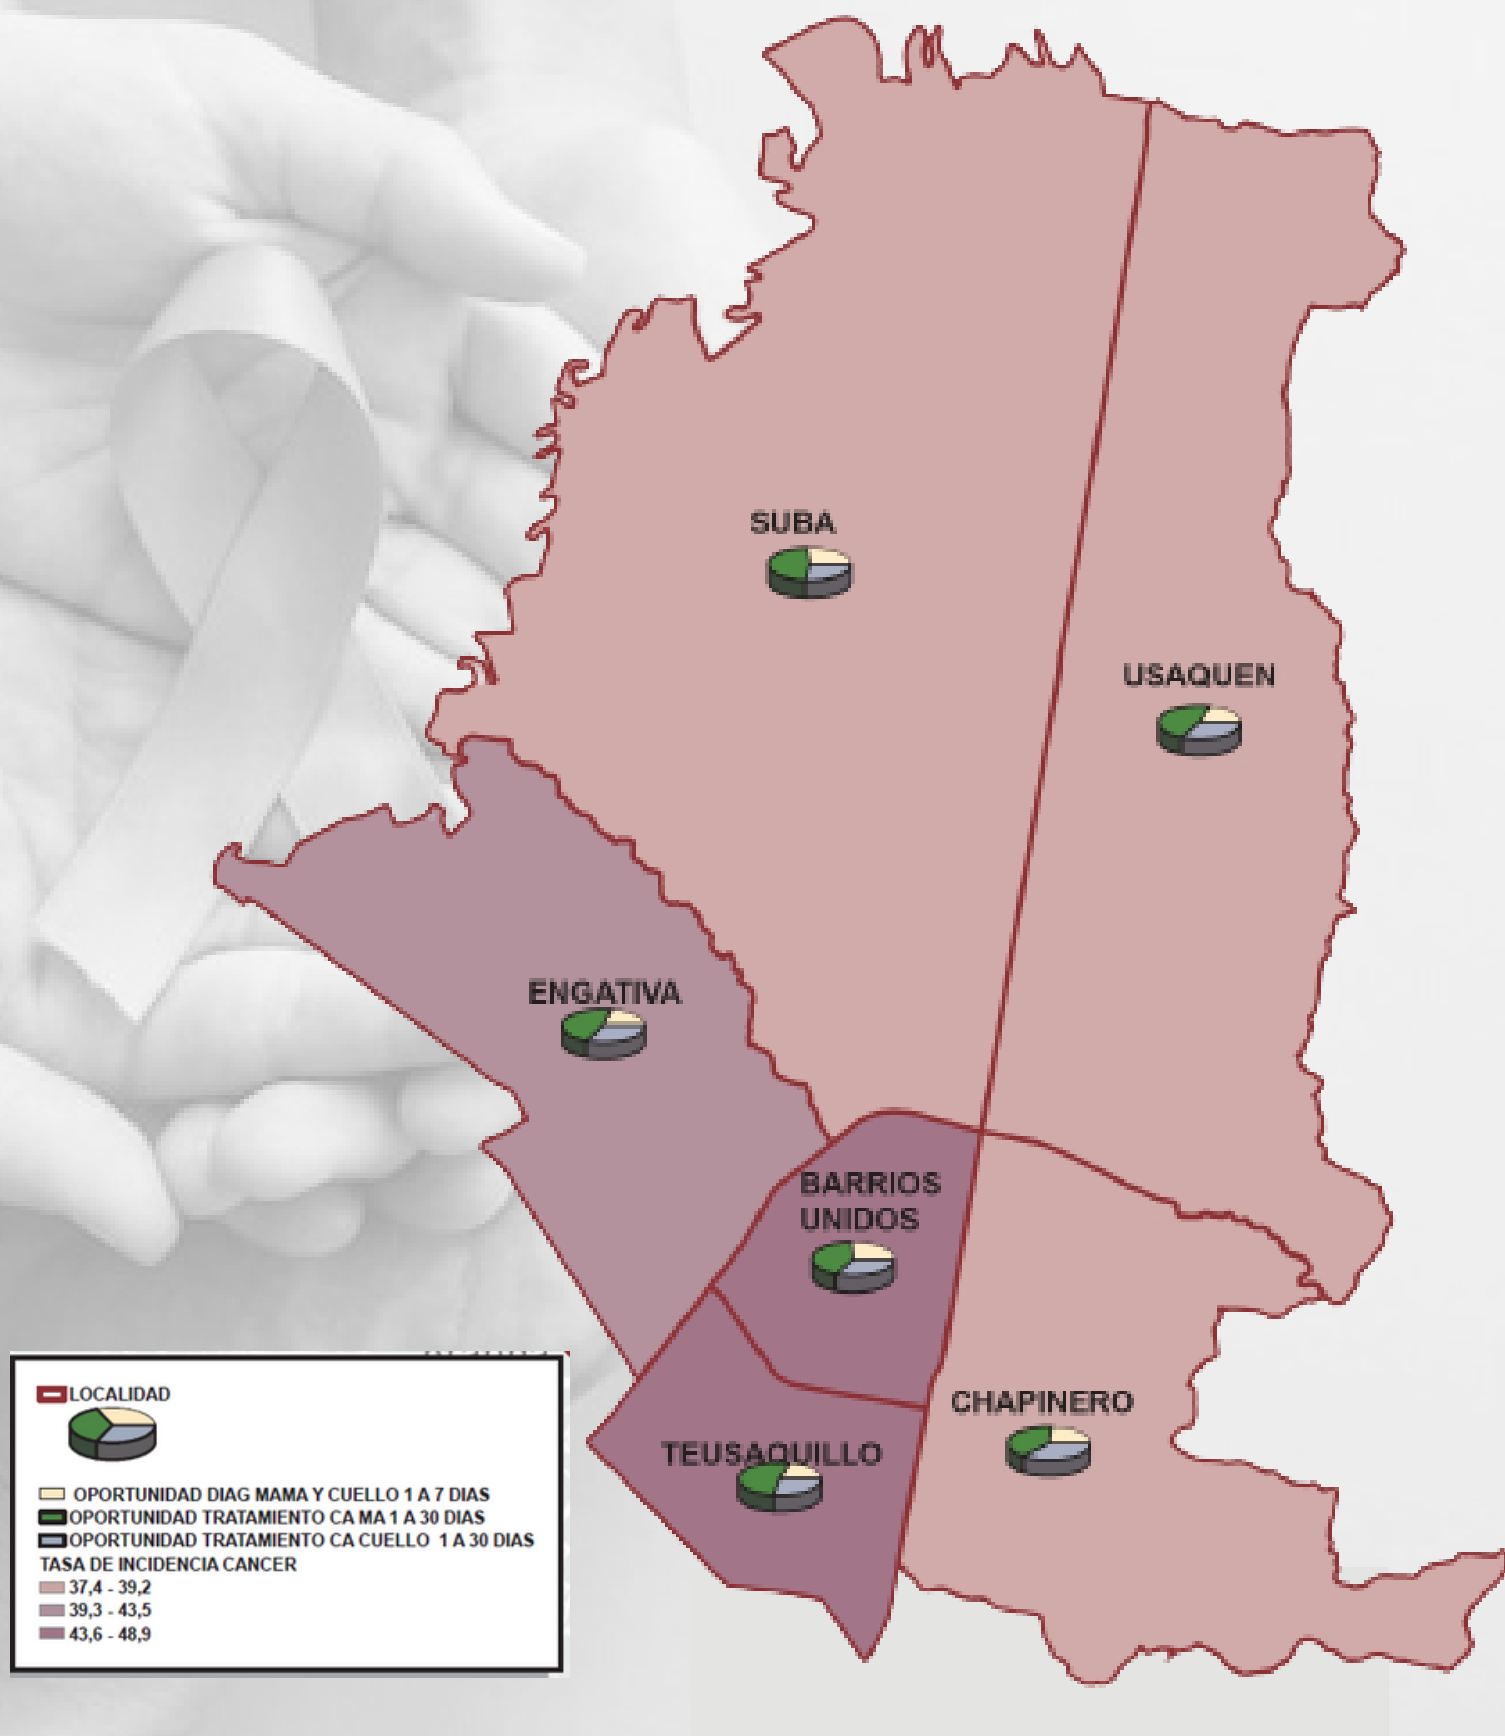 SUBA
USAQUEN
ENGATIVA
BARRIOS
UNIDOS
CHAPINERO
TEUSAQUILLO
LOCALIDAD
OPORTUNIDAD DIAG MAMA Y CUELLO 1 A 7 DIAS
OPORTUNIDAD TRATAMIENTO CA MA 1 A 30 DIAS
OPORTUNIDAD TRATAMIENTO CA CUELLO 1 A 30 DIAS
TASA DE INCIDENCIA CANCER
37,4 - 39,2
39,3 - 43,5
43,6 - 48,9